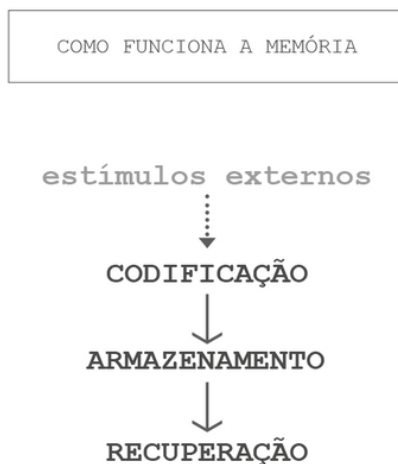 COMO FUNCIONA A MEMÓRIA
estímulos externos
CODIFICAÇÃO
ARMAZENAMENTO
RECUPERAÇÃO